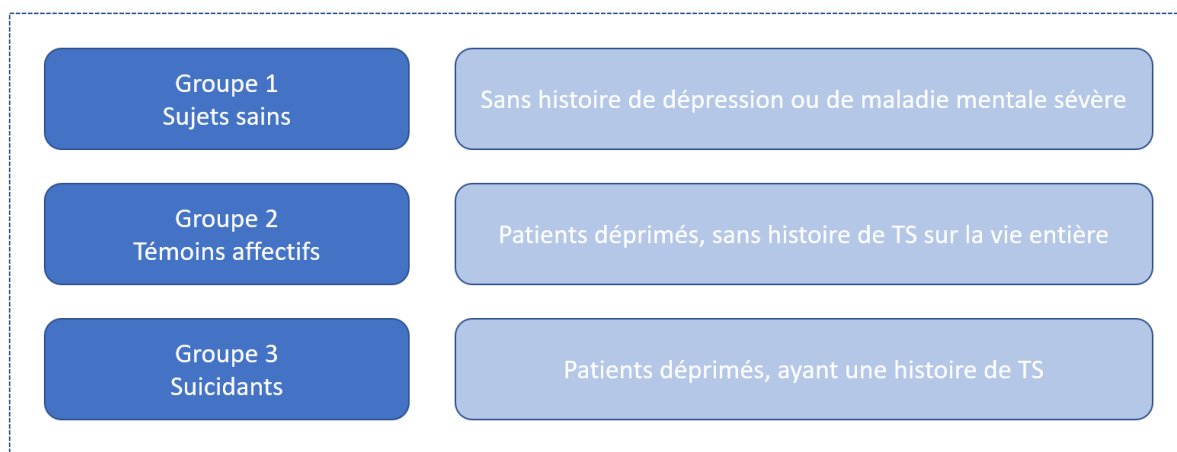 Groupe 1
Sujets sains
Sans histoire de dépression ou de maladie mentale sévère
Groupe 2
Témoins affectifs
Patients déprimés, sans histoire de TS sur la vie entière
Groupe 3
Suicidants
Patients déprimés, ayant une histoire de TS